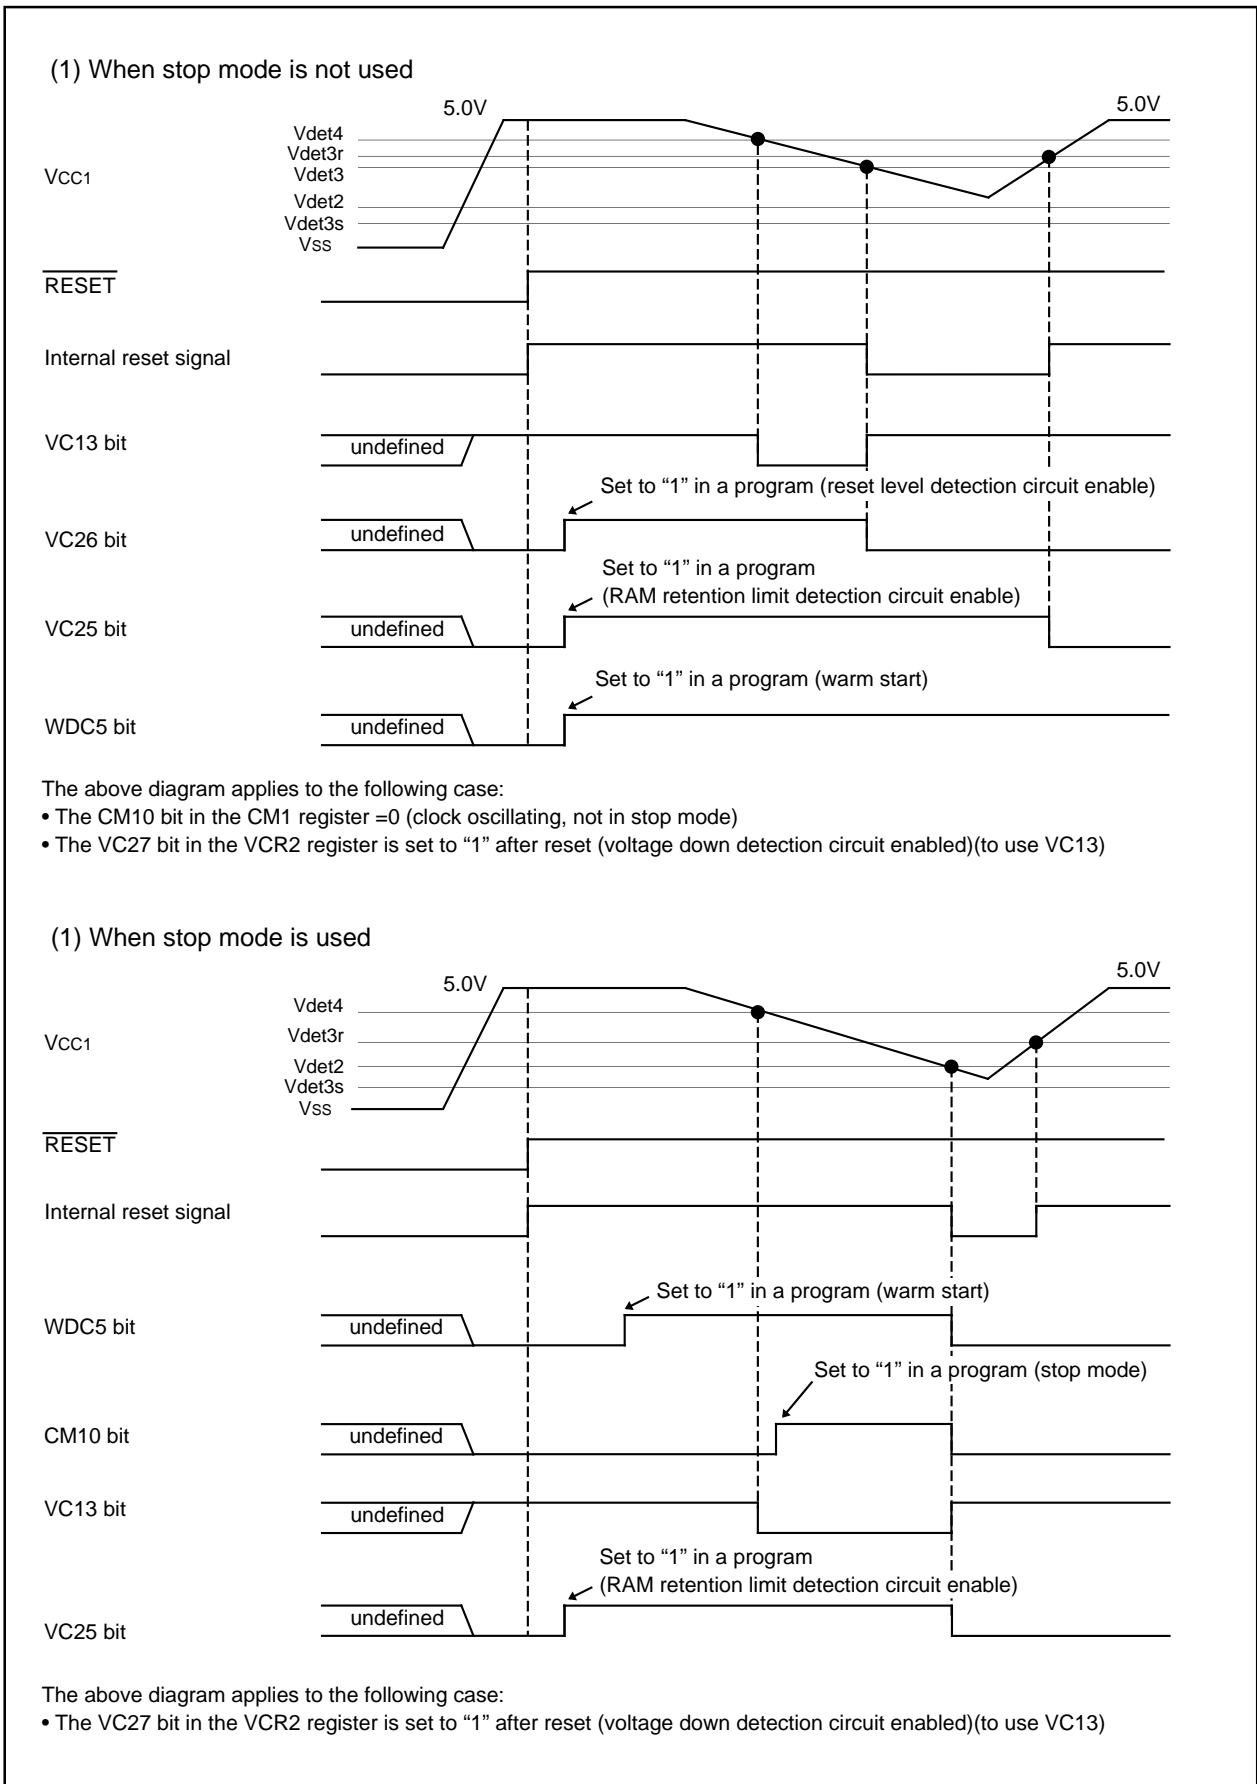 (1) When stop mode is not used
5.0V
5.0V
Vdet4
Vdet3r
Vdet3
Vdet2
Vdet3s
VSS
VCC1
RESET
Internal reset signal
VC13 bit
undefined
Set to “1” in a program (reset level detection circuit enable)
VC26 bit
undefined
Set to “1” in a program
(RAM retention limit detection circuit enable)
VC25 bit
undefined
Set to “1” in a program (warm start)
WDC5 bit
undefined
The above diagram applies to the following case:
• The CM10 bit in the CM1 register =0 (clock oscillating, not in stop mode)
• The VC27 bit in the VCR2 register is set to “1” after reset (voltage down detection circuit enabled)(to use VC13)
(1) When stop mode is used
5.0V
5.0V
Vdet4
Vdet3r
Vdet2
Vdet3s
VSS
VCC1
RESET
Internal reset signal
Set to “1” in a program (warm start)
WDC5 bit
undefined
Set to “1” in a program (stop mode)
CM10 bit
undefined
VC13 bit
undefined
Set to “1” in a program
(RAM retention limit detection circuit enable)
VC25 bit
undefined
The above diagram applies to the following case:
• The VC27 bit in the VCR2 register is set to “1” after reset (voltage down detection circuit enabled)(to use VC13)